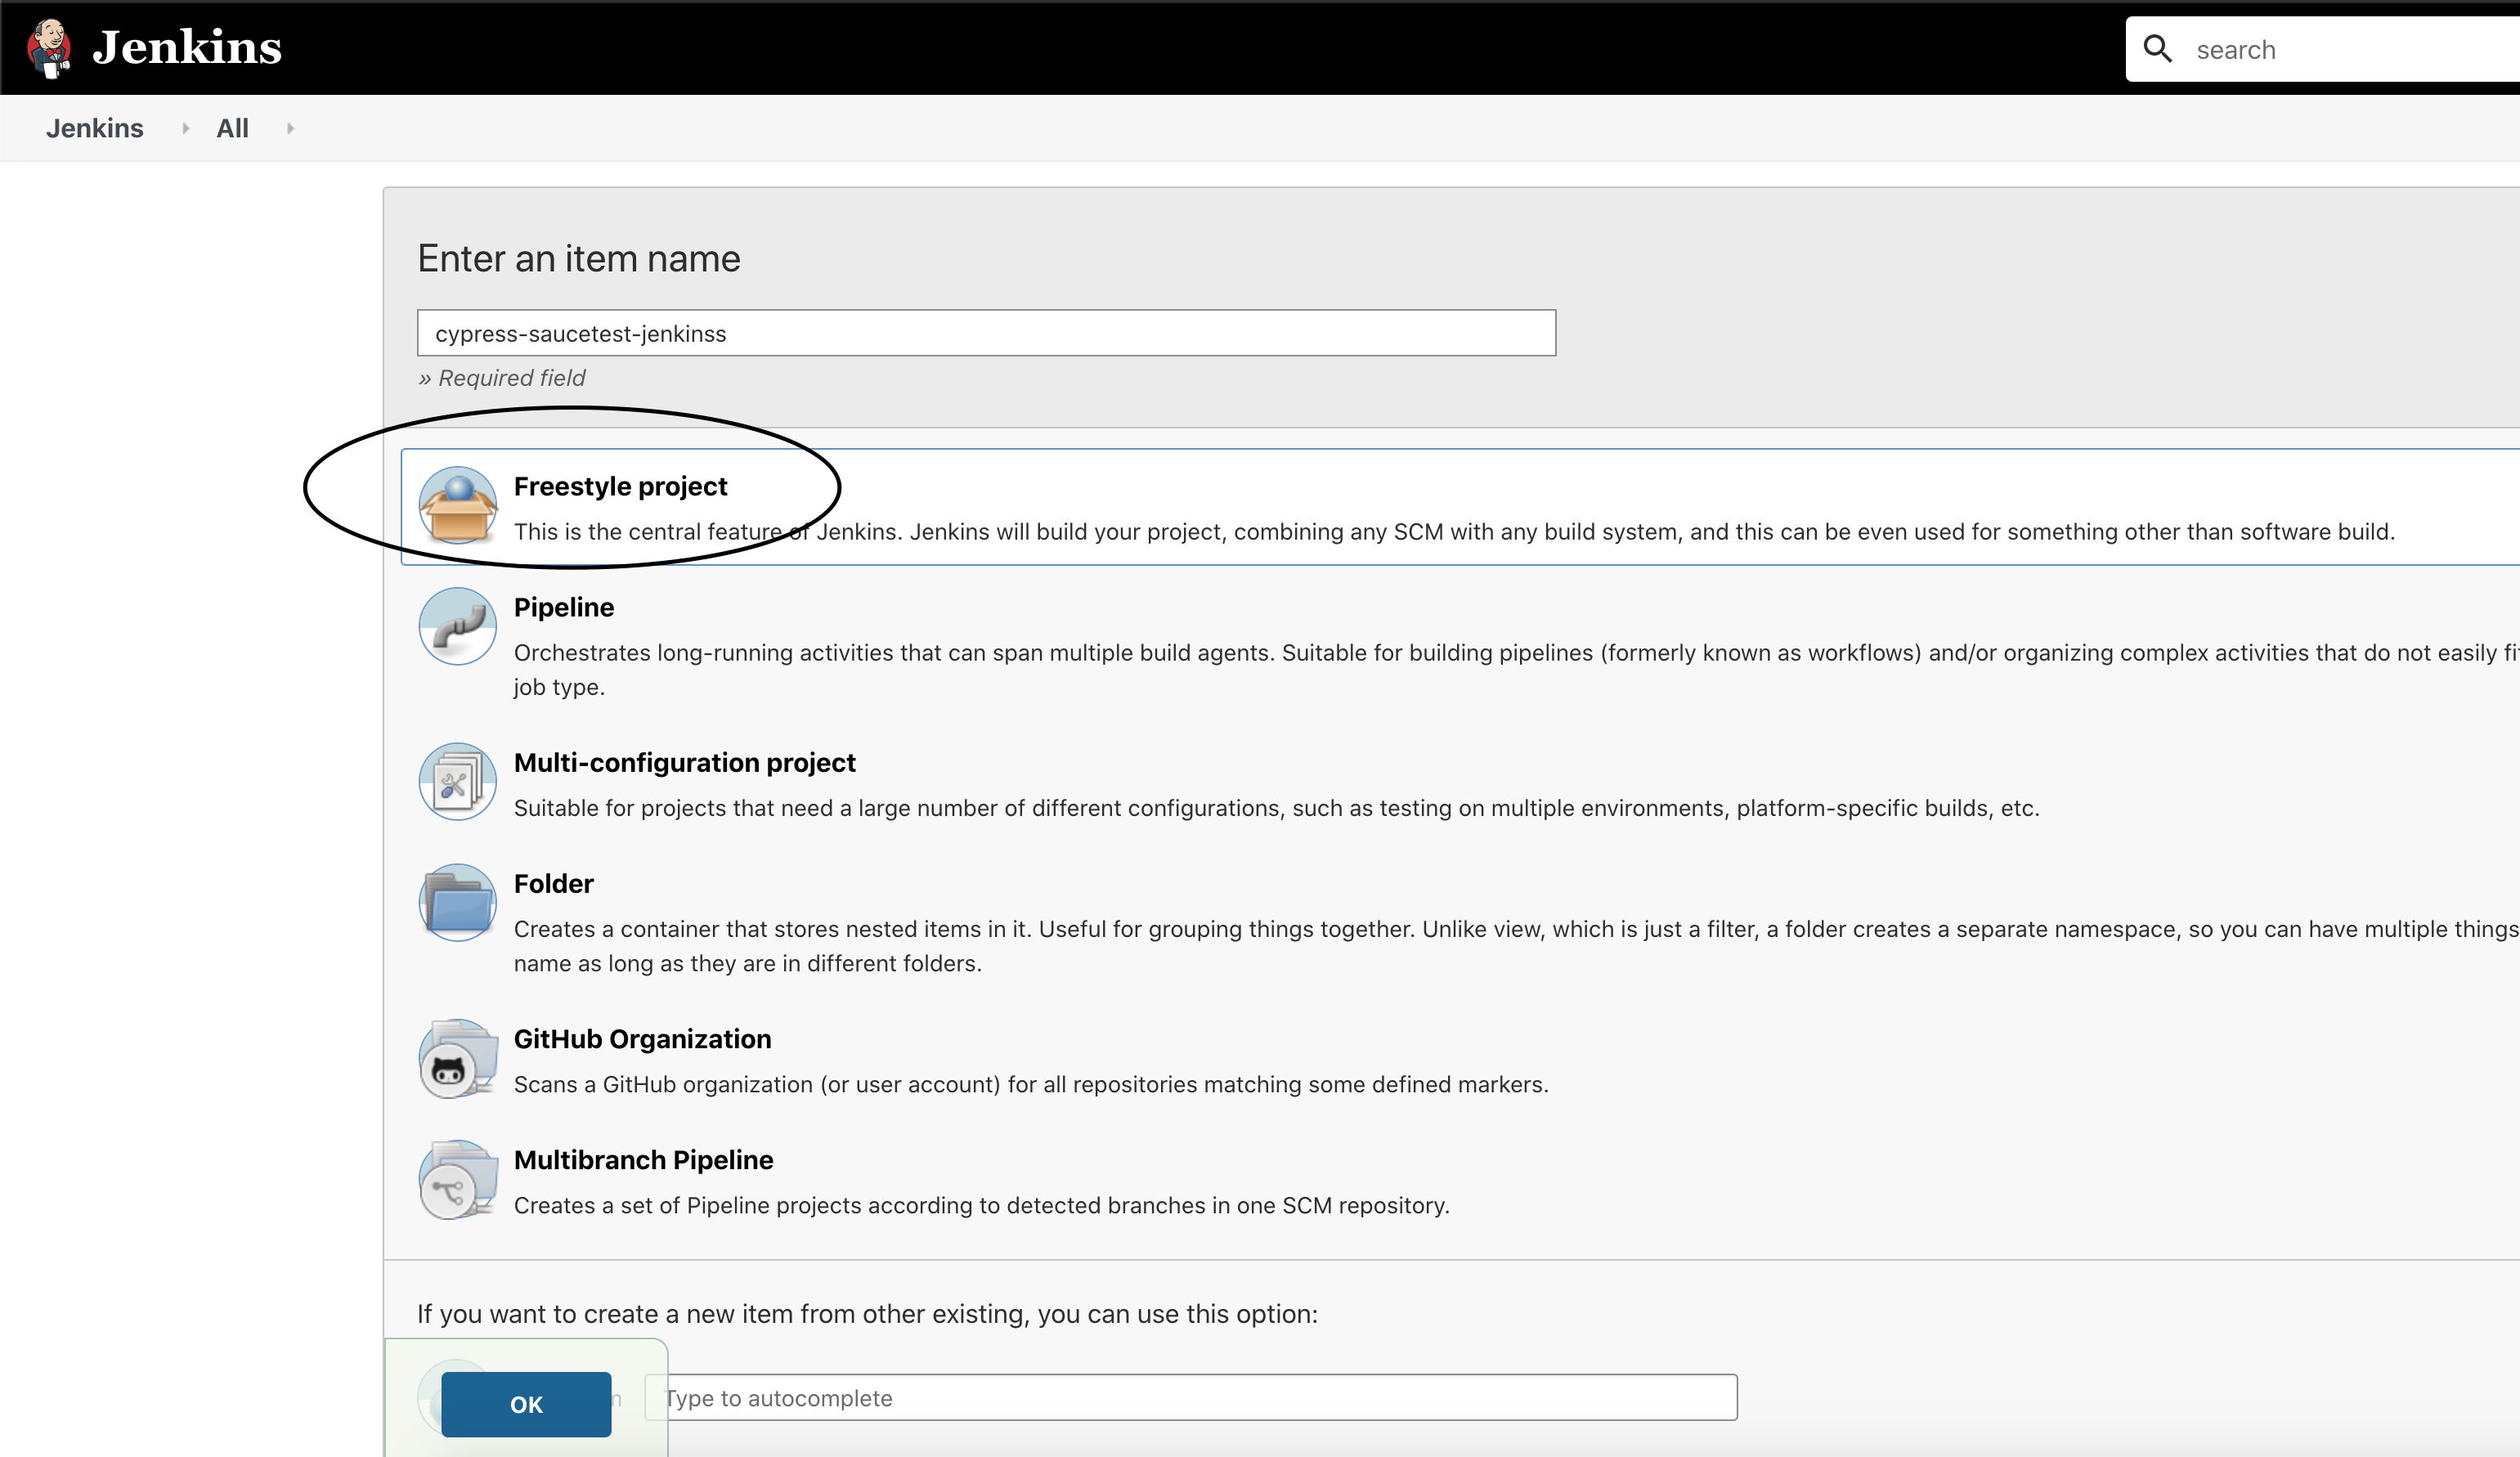 Jenkins
search
Jenkins
All
Enter an item name
cypress-saucetest-jenkinss
» Required field
Freestyle project
This is the central feature of Jenkins. Jenkins will build your project, combining any SCM with any build system, and this can be even used for something other than software build.
Pipeline
Orchestrates long-running activities that can span multiple build agents. Suitable for building pipelines (formerly known as workflows) and/or organizing complex activities that do not easily
job type.
Multi-configuration project
Suitable for projects that need a large number of different configurations, such as testing on multiple environments, platform-specific builds, etc.
Folder
Creates a container that stores nested items in it. Useful for grouping things together. Unlike view, which is just a filter, a folder creates a separate namespace, so you can have multiple things
name as long as they are in different folders.
GitHub Organization
Scans a GitHub organization (or user account) for all repositories matching some defined markers.
Multibranch Pipeline
Creates a set of Pipeline projects according to detected branches in one SCM repository.
If you want to create a new item from other existing, you can use this option:
OK
Type to autocomplete